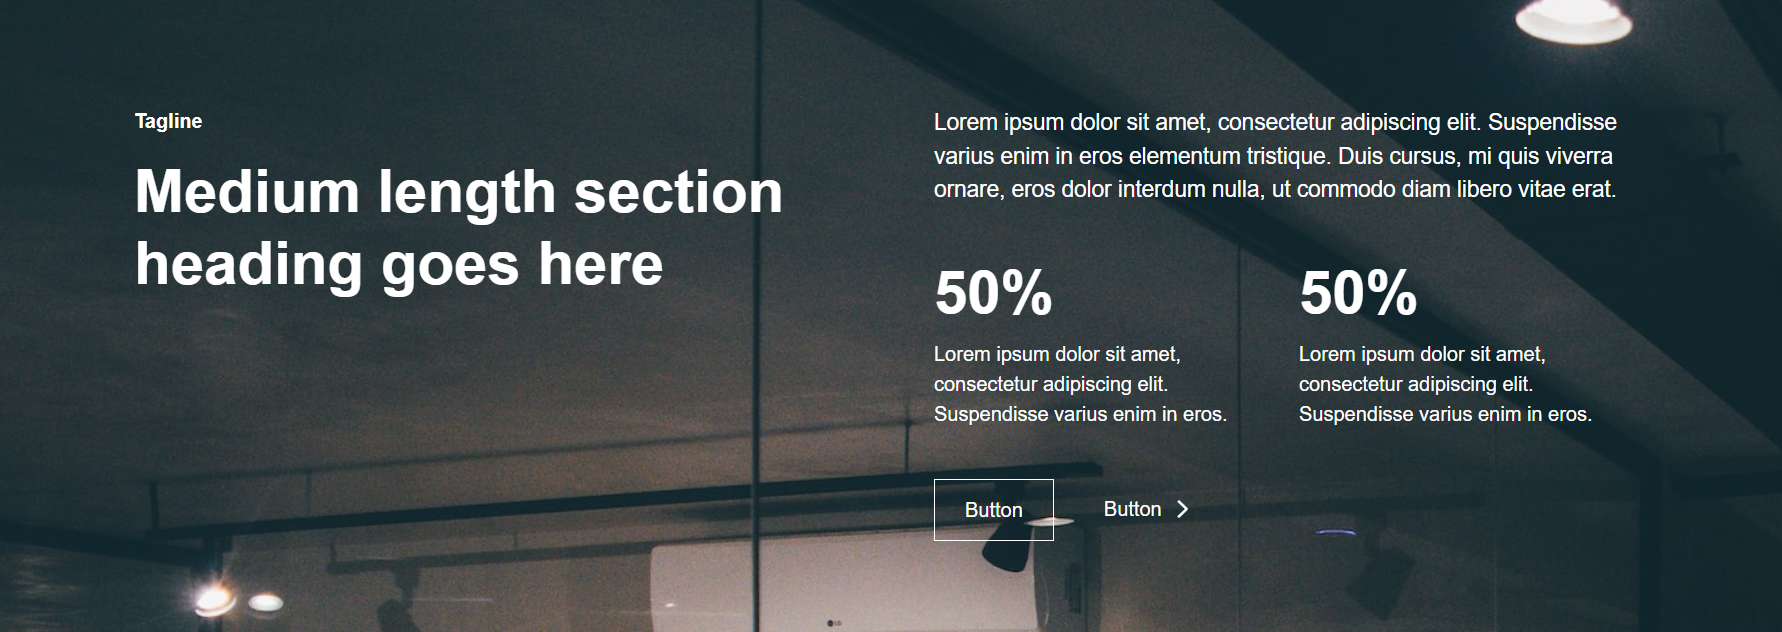 Tagline
Medium length section
heading goes here
Lorem ipsum dolor sit amet, consectetur adipiscing elit. Suspendisse
varius enim in eros elementum tristique. Duis cursus, mi quis viverra
ornare, eros dolor interdum nulla, ut commodo diam libero vitae erat.
50%
Lorem ipsum dolor sit amet,
consectetur adipiscing elit.
Suspendisse varius enim in eros.
50%
Lorem ipsum dolor sit amet,
consectetur adipiscing elit.
Suspendisse varius enim in eros.
Button
Button
LG